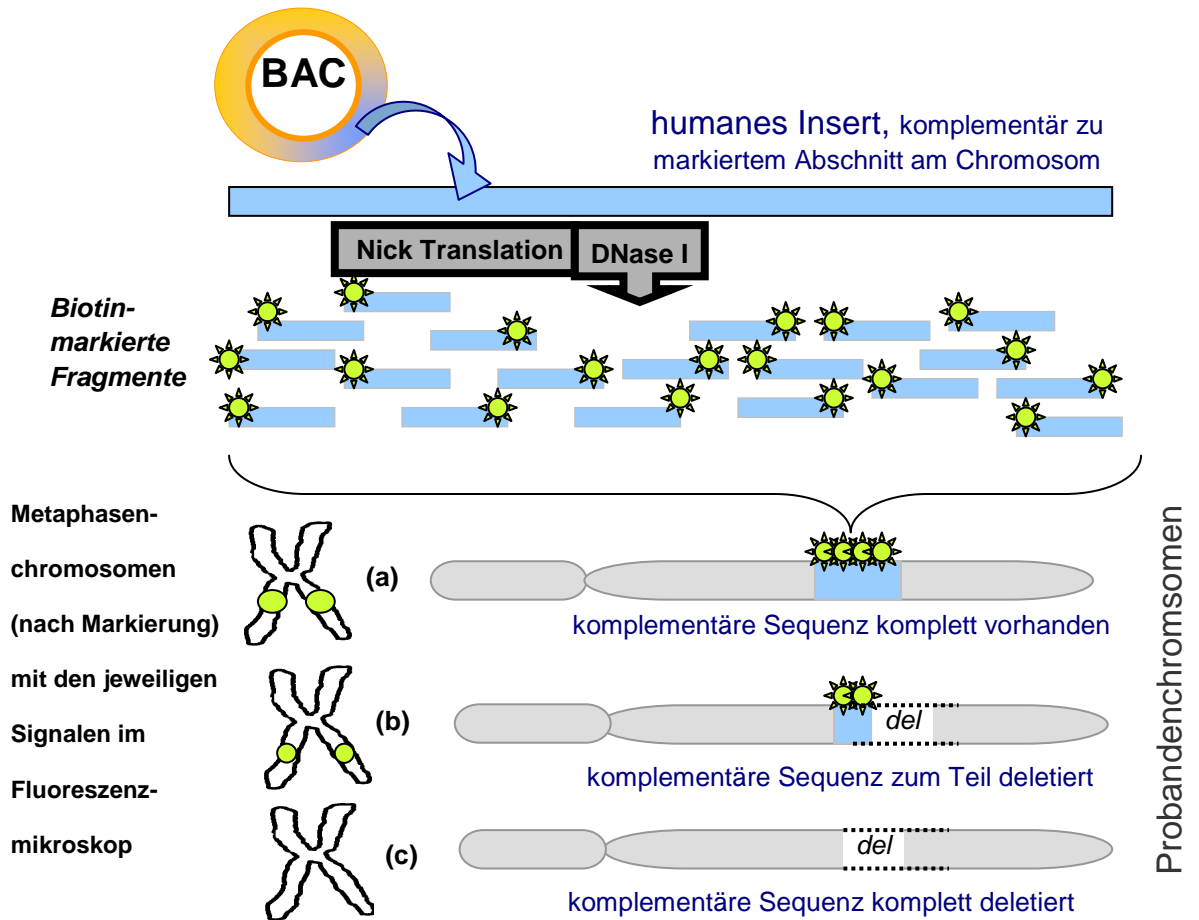 BAC
humanes Insert, komplementär zu
markiertem Abschnitt am Chromosom
Nick Translation
DNase I
Biotin-
markierte
Fragmente
Metaphasen-
chromosomen
(nach Markierung)
mit den jeweiligen
Signalen im
Fluoreszenz-
mikroskop
(a)
komplementäre Sequenz komplett vorhanden
(b)
del
komplementäre Sequenz zum Teil deletiert
(c)
del
komplementäre Sequenz komplett deletiert
Probandenchromsomen